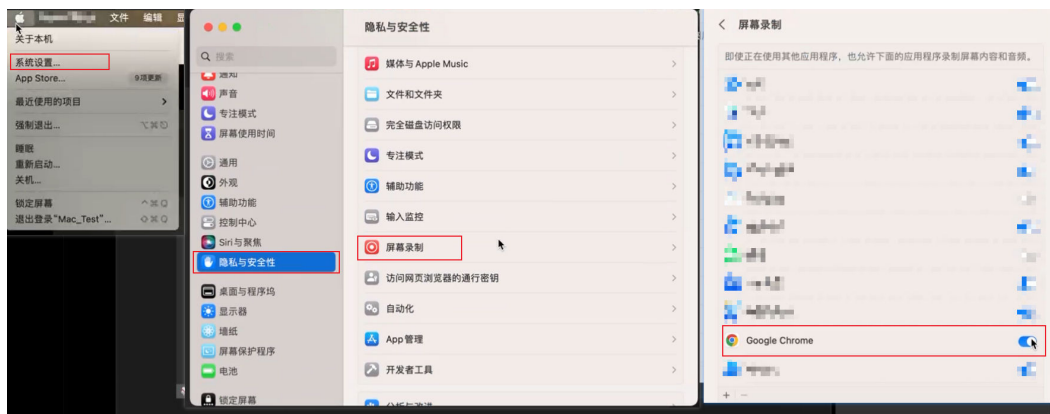 文件 编辑 显
关于本机
系统设置...
App Store... 9项更新
最近使用的项目 >
强制退出... ⌥⌘⎋
睡眠
重新启动...
关机...
锁定屏幕 ^⌘Q
退出登录"Mac_Test"... ⇧⌘Q
搜索
通知
声音
专注模式
屏幕使用时间
通用
外观
辅助功能
控制中心
Siri与聚焦
隐私与安全性
桌面与程序坞
显示器
墙纸
屏幕保护程序
电池
锁定屏幕
隐私与安全性
媒体与 Apple Music
文件和文件夹
完全磁盘访问权限
专注模式
辅助功能
输入监控
屏幕录制
访问网页浏览器的通行密钥
自动化
App管理
开发者工具
分析与改进
屏幕录制
即使正在使用其他应用程序，也允许下面的应用程序录制屏幕内容和音频。
Google Chrome